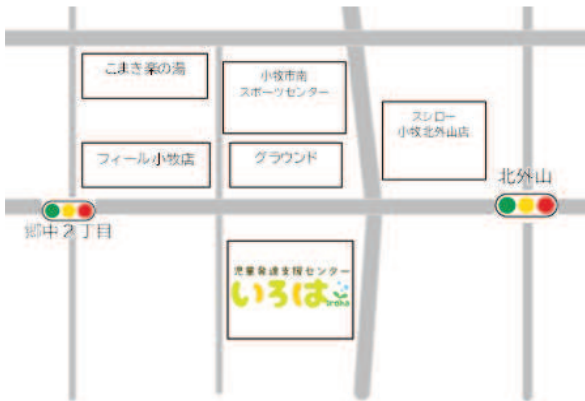 こまき楽の湯
小牧市南
スポーツセンター
スシロー
小牧北外山店
フィール小牧店
グラウンド
北外山
郷中2丁目
児童発達支援センター
いろは
iroha